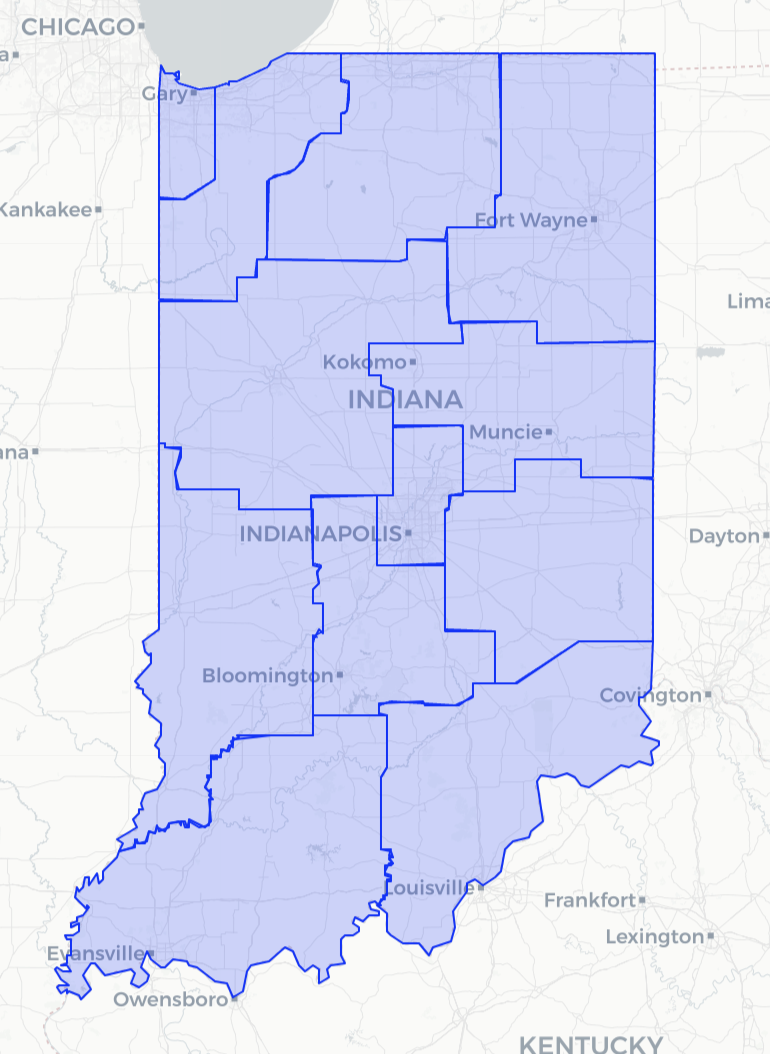 CHICAGO
a
Gary
Kankakee
Fort Wayne
Lima
Kokomo
INDIANA
Muncie
na
INDIANAPOLIS
Dayton
Bloomington
Covington
Louisville
Frankfort
Lexington
Evansville
Owensboro
KENTUCKY